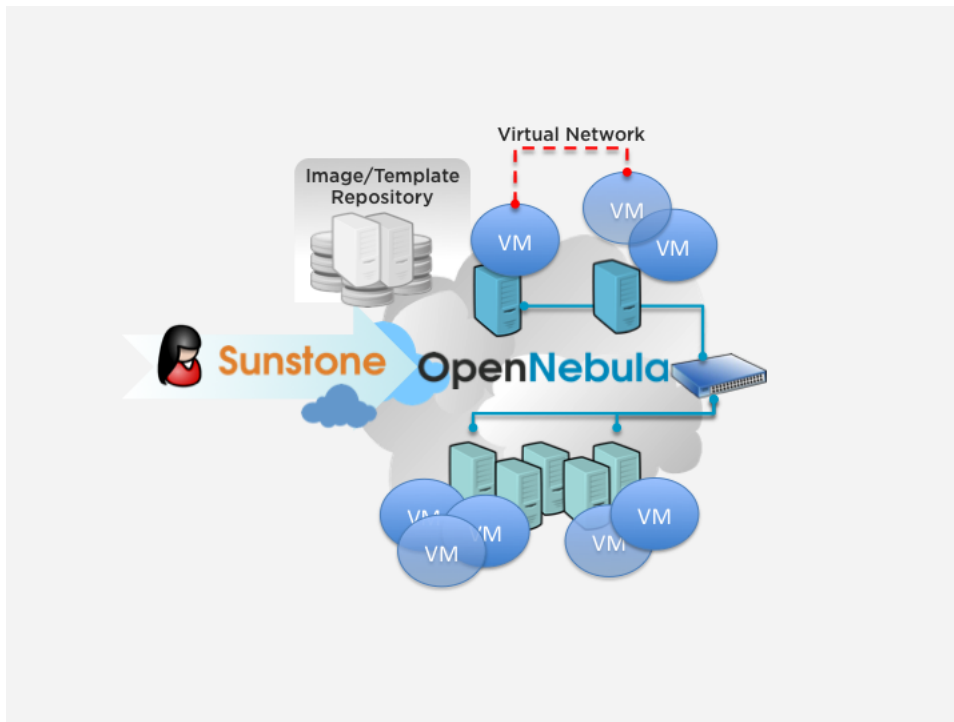 Virtual Network
Image/Template
Repository
VM
VM
VM
Sunstone
OpenNebula
VM
VM
VM
VM
VM